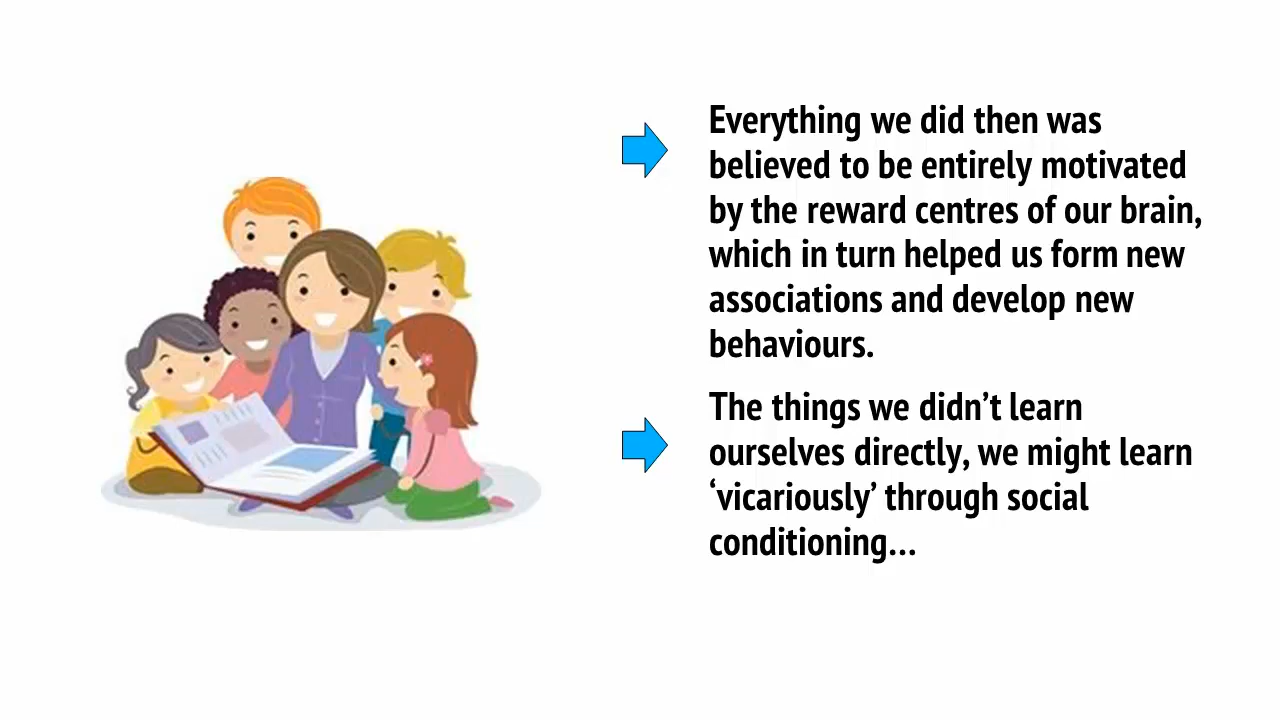 Everything we did then was
believed to be entirely motivated
by the reward centres of our brain,
which in turn helped us form new
associations and develop new
behaviours.
The things we didn’t learn
ourselves directly, we might learn
‘vicariously’ through social
conditioning…